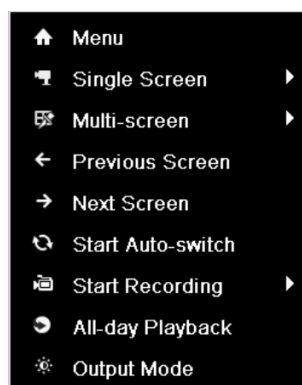 Menu
Single Screen
Multi-screen
Previous Screen
Next Screen
Start Auto-switch
Start Recording
All-day Playback
Output Mode